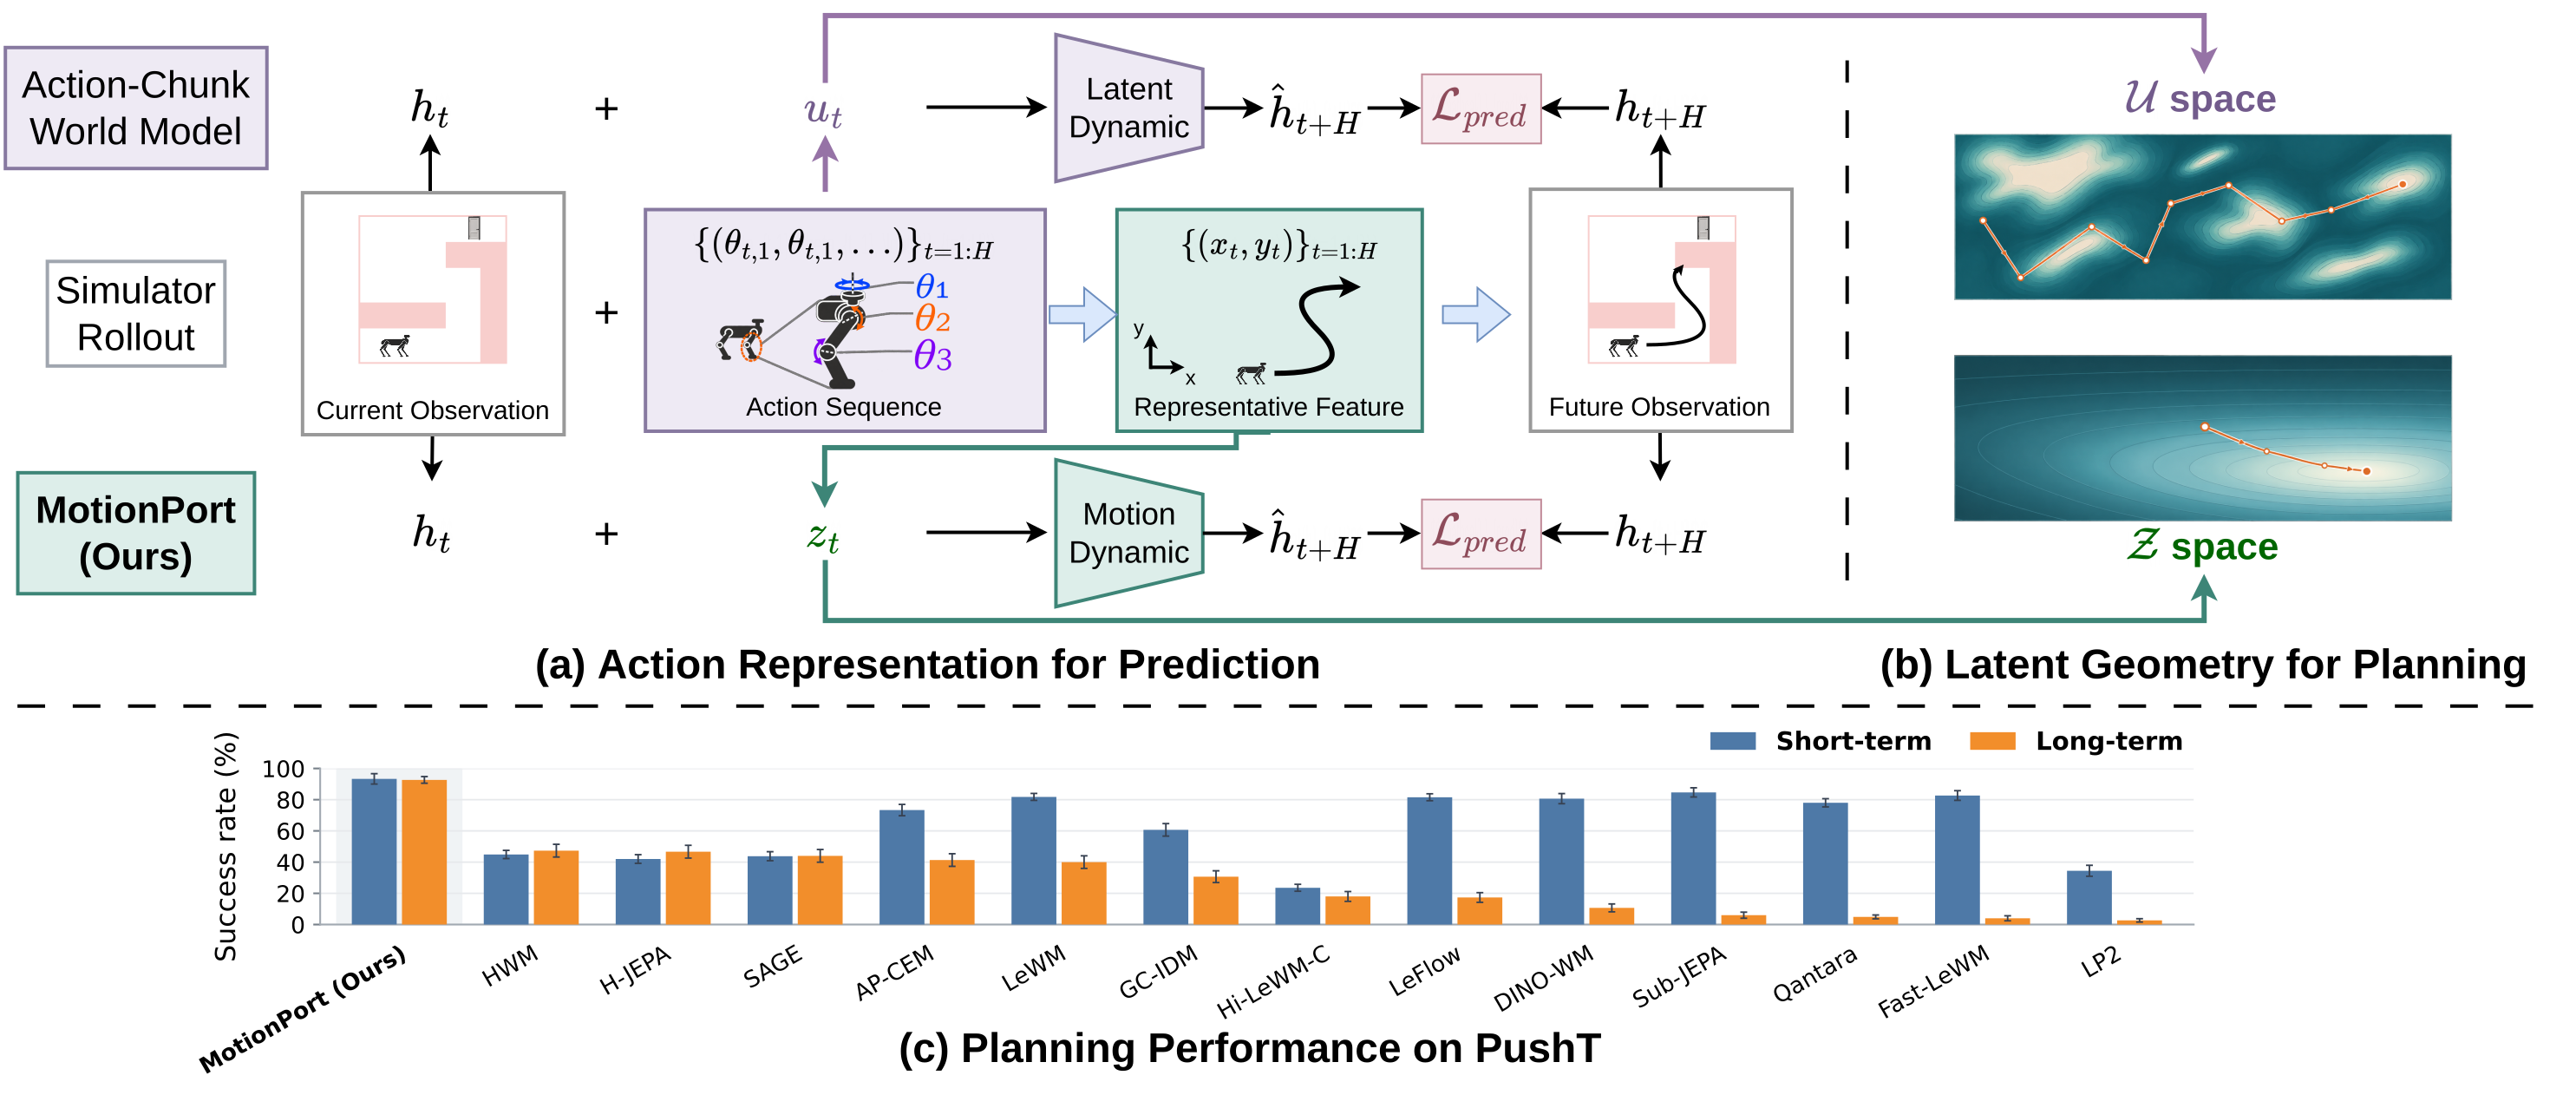 Action-Chunk
World Model
h_t
+
u_t
Latent
Dynamic
ĥ_{t+H}
ℒ_{pred}
h_{t+H}
𝒰 space
Simulator
Rollout
Current Observation
+
{(θ_{t,1}, θ_{t,1}, . . .)}_{t=1:H}
θ1
θ2
θ3
Action Sequence
{(x_t, y_t)}_{t=1:H}
y
x
Representative Feature
Future Observation
MotionPort
(Ours)
h_t
+
z_t
Motion
Dynamic
ĥ_{t+H}
ℒ_{pred}
h_{t+H}
𝒵 space
(a) Action Representation for Prediction
(b) Latent Geometry for Planning
Short-term
Long-term
Success rate (%)
100
80
60
40
20
0
MotionPort (Ours)
HWM
H-JEPA
SAGE
AP-CEM
LeWM
GC-IDM
Hi-LeWM-C
LeFlow
DINO-WM
Sub-JEPA
Qantara
Fast-LeWM
LP2
(c) Planning Performance on PushT